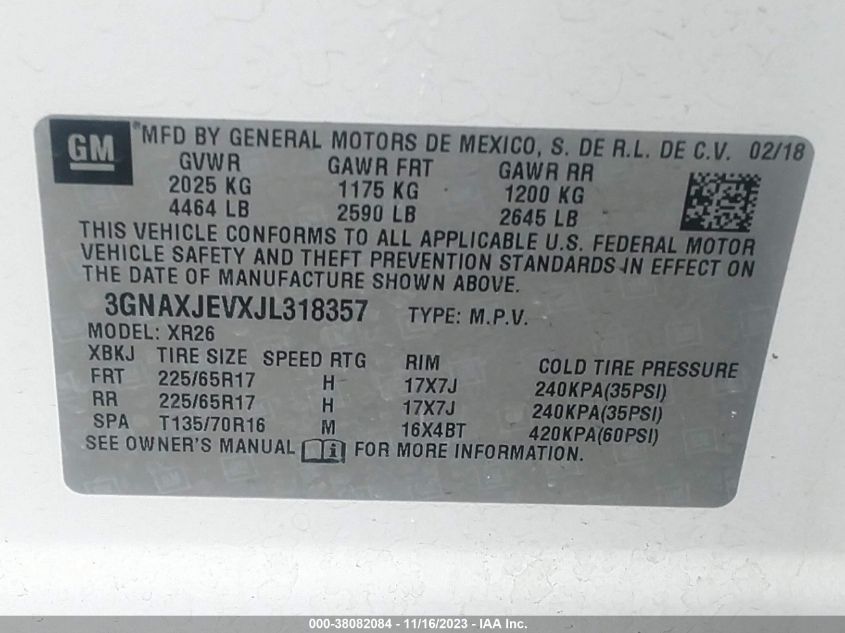 GM
MFD BY GENERAL MOTORS DE MEXICO, S. DE R.L. DE C.V. 02/18
GVWR GAWR FRT GAWR RR
2025 KG 1175 KG 1200 KG
4464 LB 2590 LB 2645 LB
THIS VEHICLE CONFORMS TO ALL APPLICABLE U.S. FEDERAL MOTOR
VEHICLE SAFETY AND THEFT PREVENTION STANDARDS IN EFFECT ON
THE DATE OF MANUFACTURE SHOWN ABOVE.
3GNAXJEVXJL318357 TYPE: M.P.V.
MODEL: XR26
XBKJ TIRE SIZE SPEED RTG RIM COLD TIRE PRESSURE
FRT 225/65R17 H 17X7J 240KPA(35PSI)
RR 225/65R17 H 17X7J 240KPA(35PSI)
SPA T135/70R16 M 16X4BT 420KPA(60PSI)
SEE OWNER'S MANUAL FOR MORE INFORMATION.
000-38082084 - 11/16/2023 - IAA Inc.